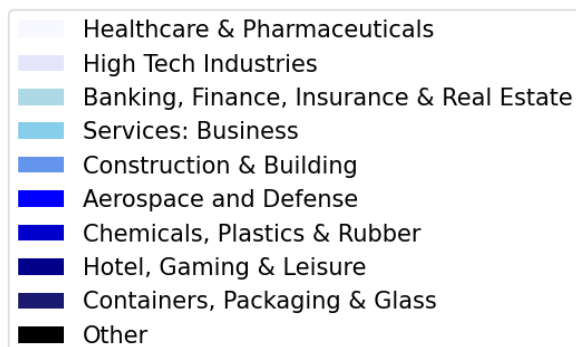 Healthcare & Pharmaceuticals
High Tech Industries
Banking, Finance, Insurance & Real Estate
Services: Business
Construction & Building
Aerospace and Defense
Chemicals, Plastics & Rubber
Hotel, Gaming & Leisure
Containers, Packaging & Glass
Other